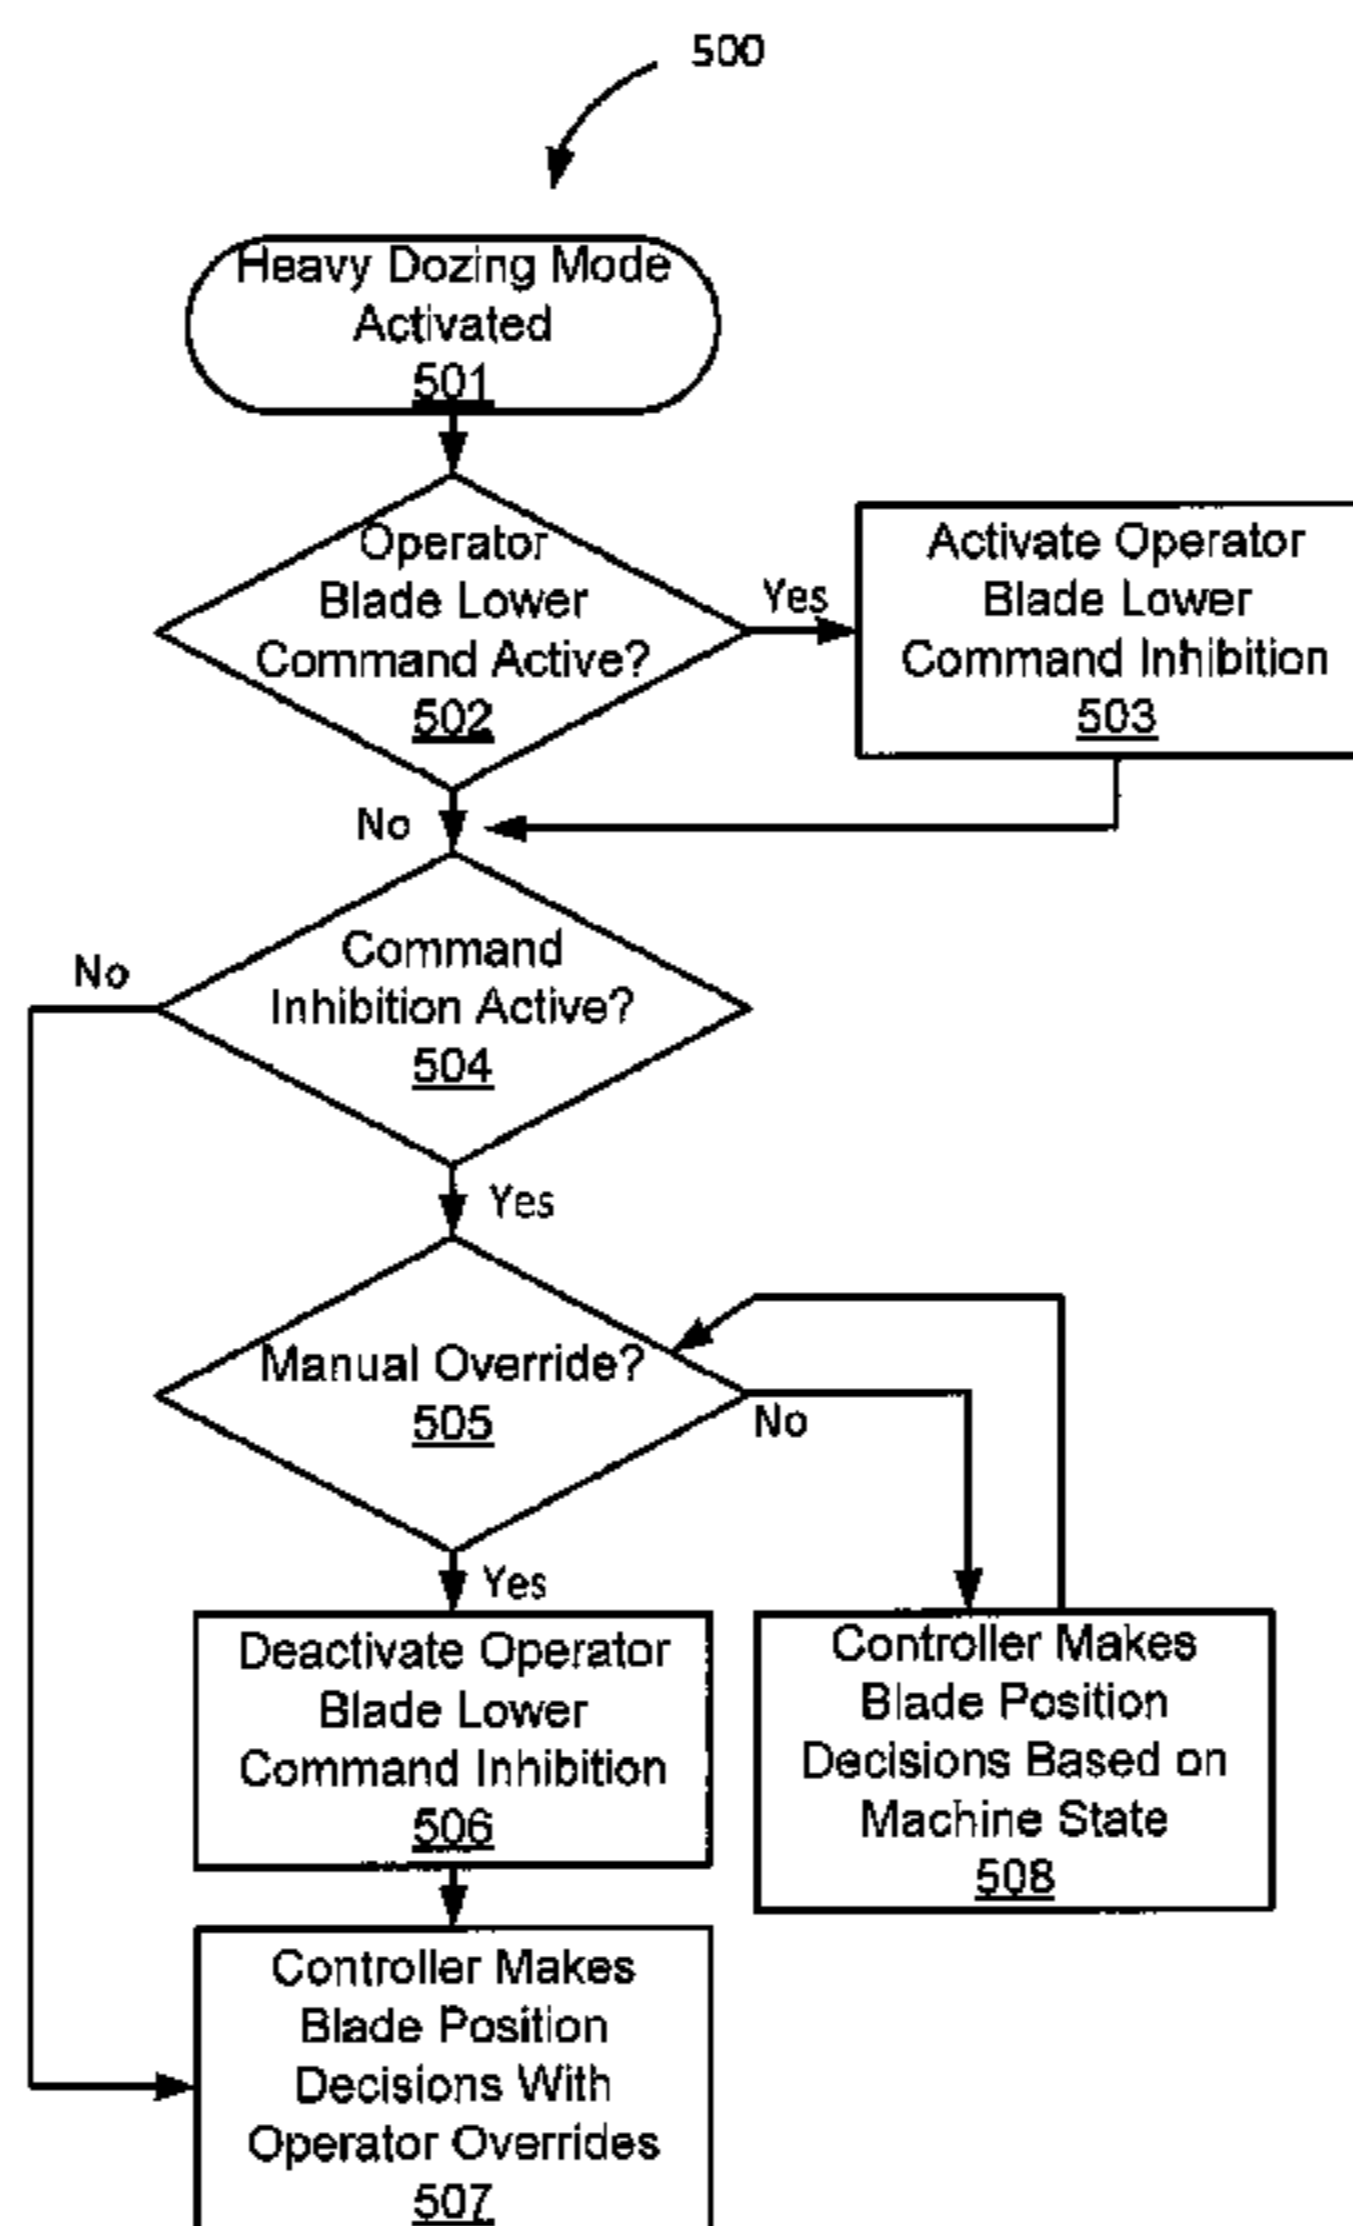 500
Heavy Dozing Mode
Activated
501
Operator
Blade Lower
Command Active?
502
Yes
Activate Operator
Blade Lower
Command Inhibition
503
No
Command
Inhibition Active?
504
No
Yes
Manual Override?
505
No
Yes
Deactivate Operator
Blade Lower
Command Inhibition
506
Controller Makes
Blade Position
Decisions Based on
Machine State
508
Controller Makes
Blade Position
Decisions With
Operator Overrides
507